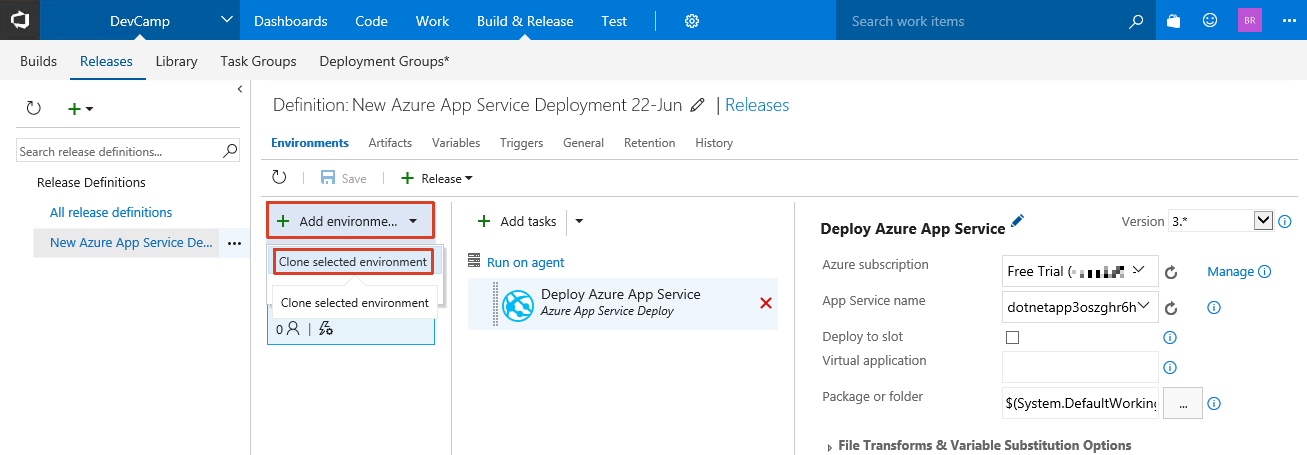 DevCamp Dashboards Code Work Build & Release Test Search work items BR
Builds Releases Library Task Groups Deployment Groups*
Definition: New Azure App Service Deployment 22-Jun | Releases
Environments Artifacts Variables Triggers General Retention History
Save Release
Search release definitions...
Release Definitions
All release definitions
New Azure App Service De...
Add environme...
Clone selected environment
Clone selected environment
0
Add tasks
Run on agent
Deploy Azure App Service
Azure App Service Deploy
Deploy Azure App Service Version 3.*
Azure subscription Free Trial ( Manage
App Service name dotnetapp3oszghr6h
Deploy to slot
Virtual application
Package or folder $(System.DefaultWorking ...
File Transforms & Variable Substitution Options